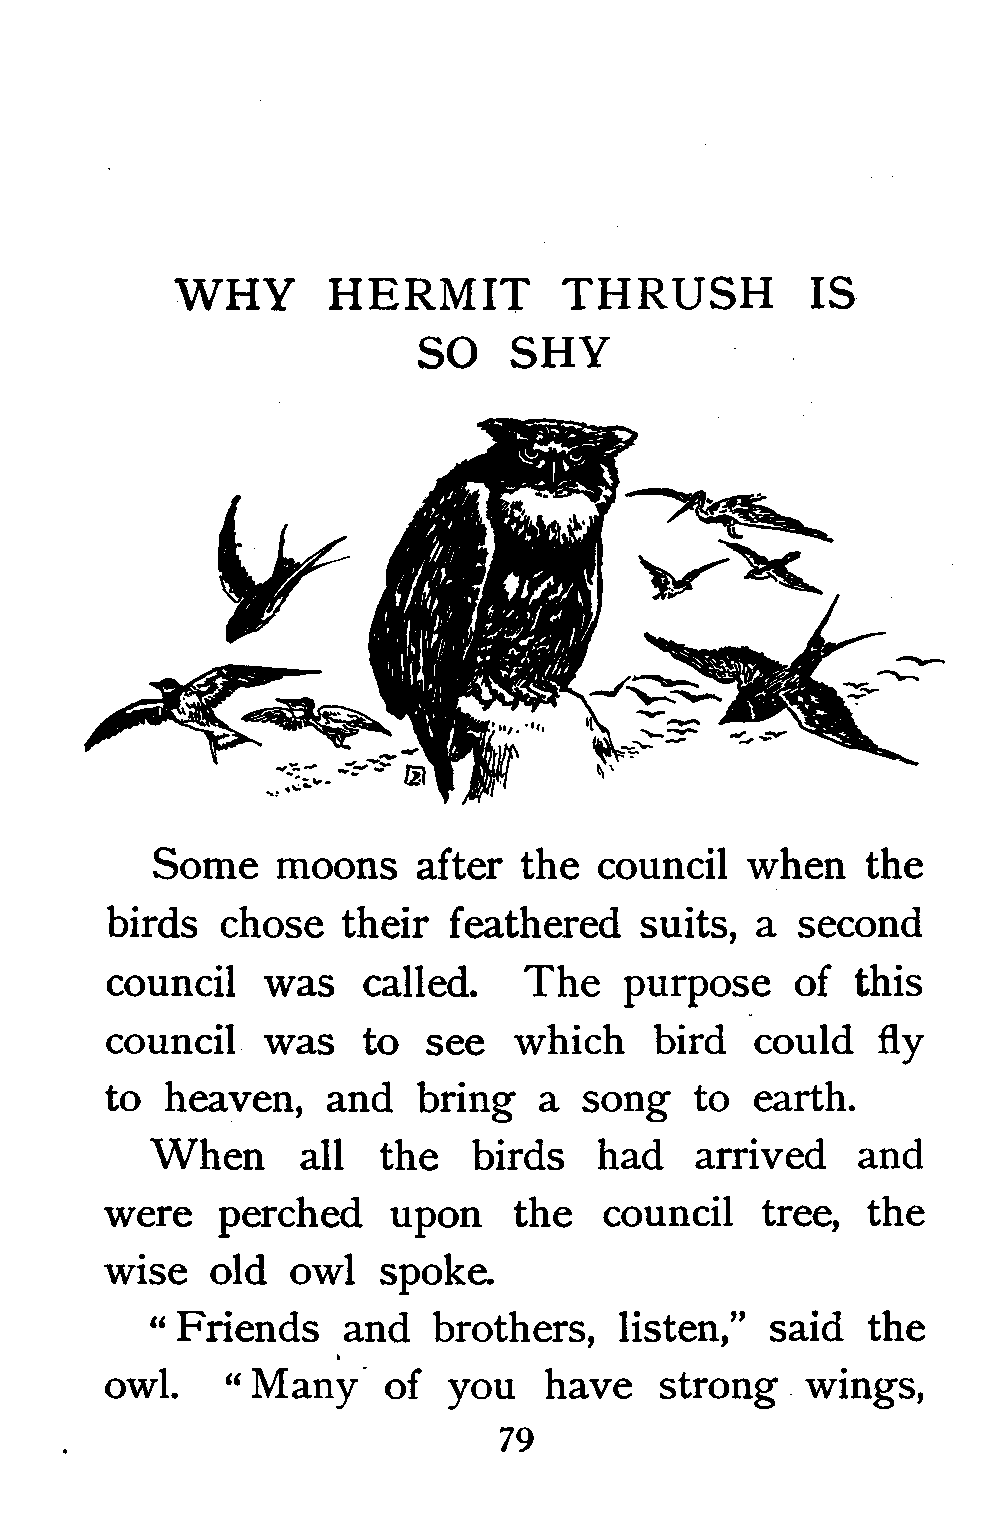 WHY HERMIT THRUSH IS
SO SHY
Some moons after the council when the
birds chose their feathered suits, a second
council was called. The purpose of this
council was to see which bird could fly
to heaven, and bring a song to earth.
When all the birds had arrived and
were perched upon the council tree, the
wise old owl spoke.
“Friends and brothers, listen,” said the
owl. “Many of you have strong wings,
79